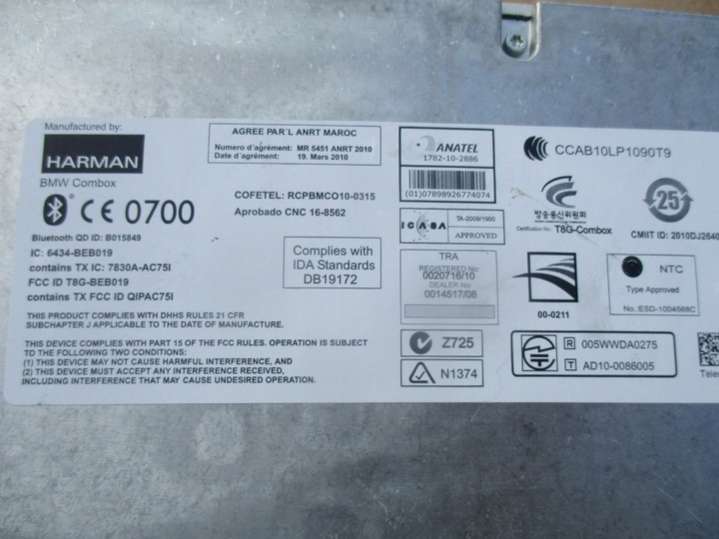 Manufactured by:
HARMAN
BMW Combox
CE 0700
Bluetooth QD ID: B015849
IC: 6434-BEB019
contains TX IC: 7830A-AC75I
FCC ID T8G-BEB019
contains TX FCC ID QIPAC75I
THIS PRODUCT COMPLIES WITH DHHS RULES 21 CFR
SUBCHAPTER J APPLICABLE TO THE DATE OF MANUFACTURE.
THIS DEVICE COMPLIES WITH PART 15 OF THE FCC RULES. OPERATION IS SUBJECT
TO THE FOLLOWING TWO CONDITIONS:
(1) THIS DEVICE MAY NOT CAUSE HARMFUL INTERFERENCE, AND
(2) THIS DEVICE MUST ACCEPT ANY INTERFERENCE RECEIVED,
INCLUDING INTERFERENCE THAT MAY CAUSE UNDESIRED OPERATION.
AGREE PAR'L ANRT MAROC
Numero d'agrément: MR 5451 ANRT 2010
Date d'agrément: 19. Mars 2010
COFETEL: RCPBMCO10-0315
Aprobado CNC 16-8562
Complies with
IDA Standards
DB19172
ANATEL
1782-10-2886
(01)07898926774074
ICASA
TA-2009/1990
APPROVED
TRA
REGISTERED No:
0020716/10
DEALER No:
0014517/08
Z725
N1374
CCAB10LP1090T9
방송통신위원회
Certification No: T8G-Combox
25
CMIIT ID: 2010DJ2640
00-0211
NTC
Type Approved
No.: ESD-1004568C
R 005WWDA0275
T AD10-0086005